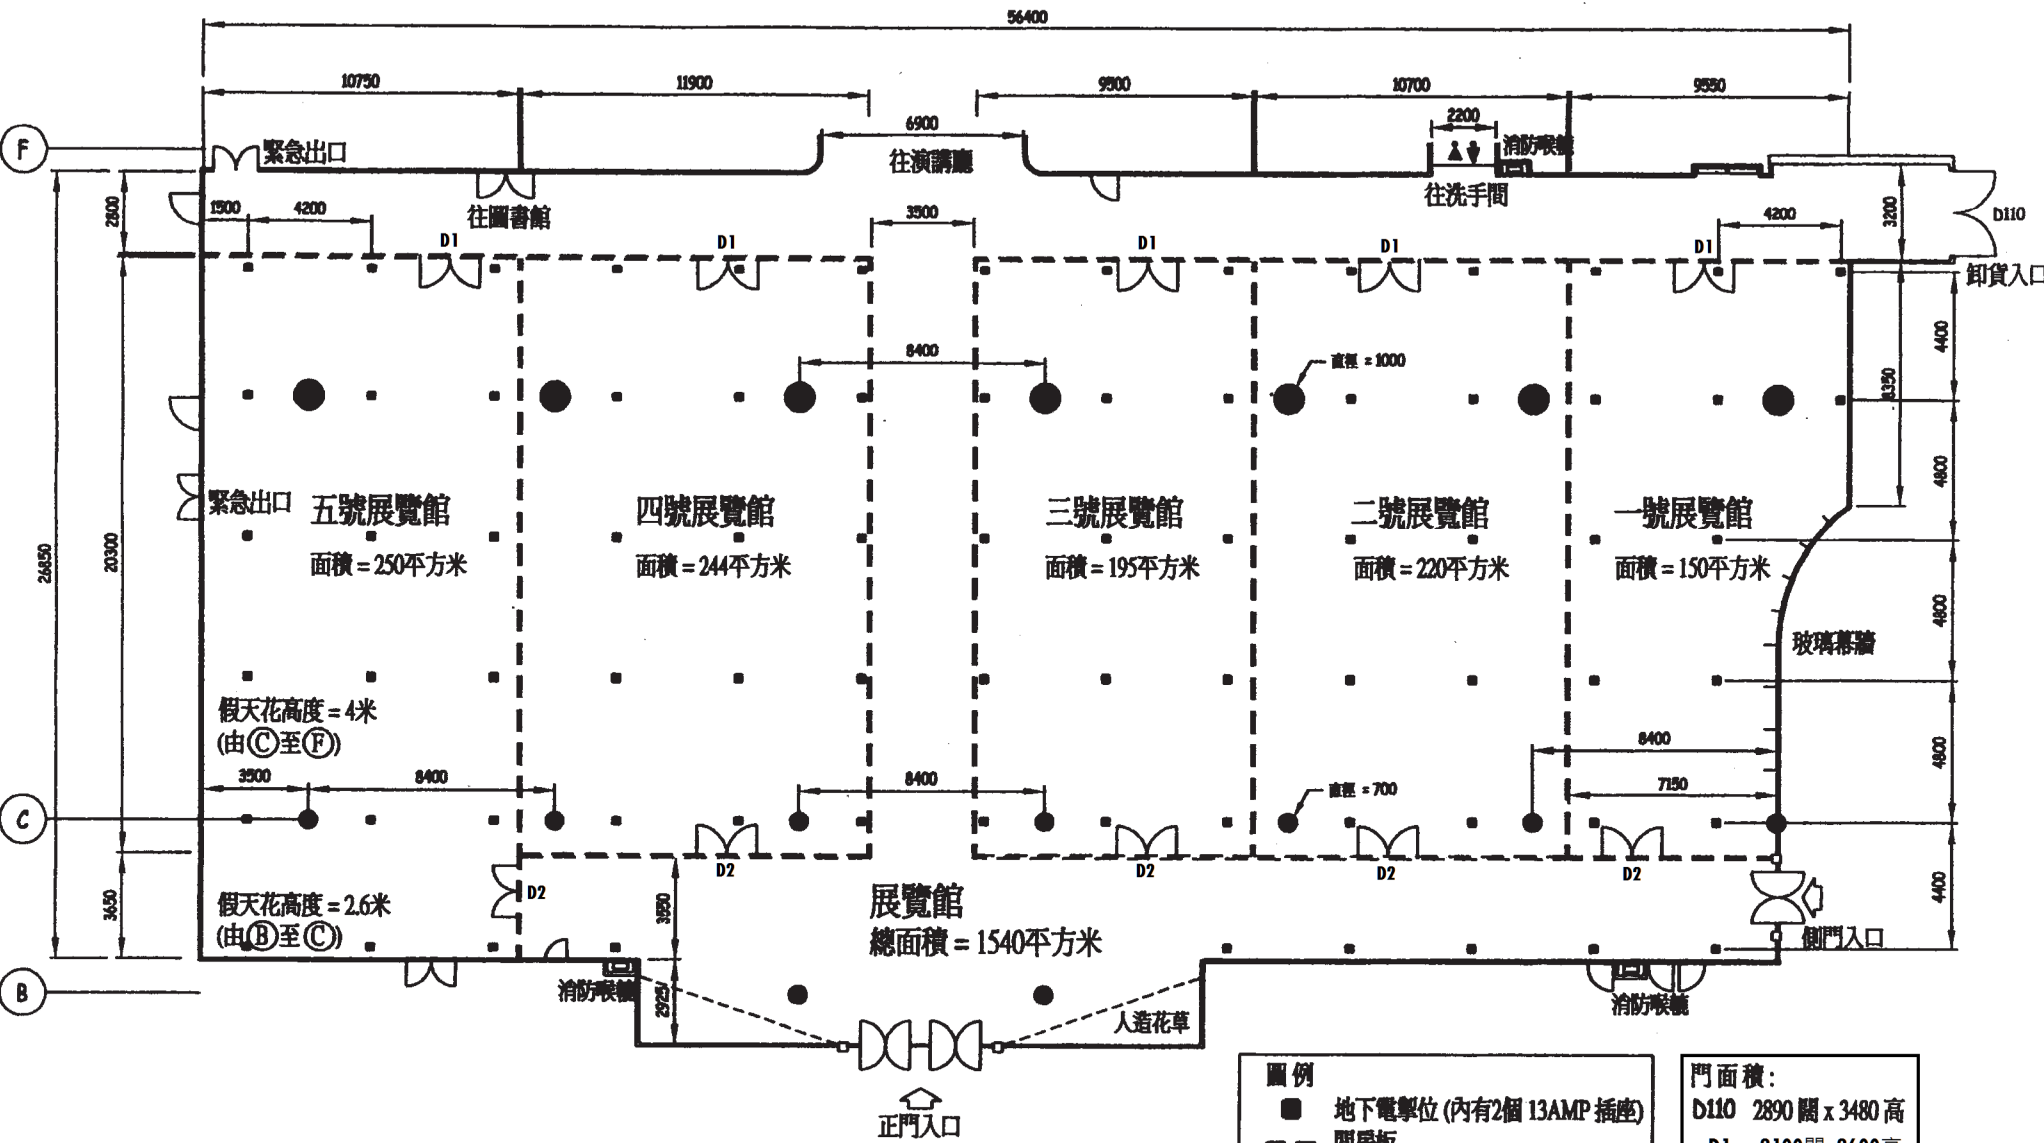 56400
10750
11900
9500
10700
9550
6900
2200
F
緊急出口
往演講廳
消防喉轆
往圖書館
往洗手間
2800
1500
4200
3500
4200
3200
D110
D1
D1
D1
D1
D1
卸貨入口
8400
直徑 = 1000
4400
8350
4800
緊急出口
五號展覽館
面積 = 250平方米
四號展覽館
面積 = 244平方米
三號展覽館
面積 = 195平方米
二號展覽館
面積 = 220平方米
一號展覽館
面積 = 150平方米
26850
20300
4800
玻璃幕牆
假天花高度 = 4米
(由C至F)
3500
8400
8400
直徑 = 700
8400
7150
4800
C
D2
D2
D2
D2
D2
3650
假天花高度 = 2.6米
(由B至C)
3550
展覽館
總面積 = 1540平方米
4400
側門入口
B
消防喉轆
2925
人造花草
消防喉轆
正門入口
圖例
地下電掣位 (內有2個 13AMP 插座)
間房板
門面積:
D110 2890 闊 x 3480 高